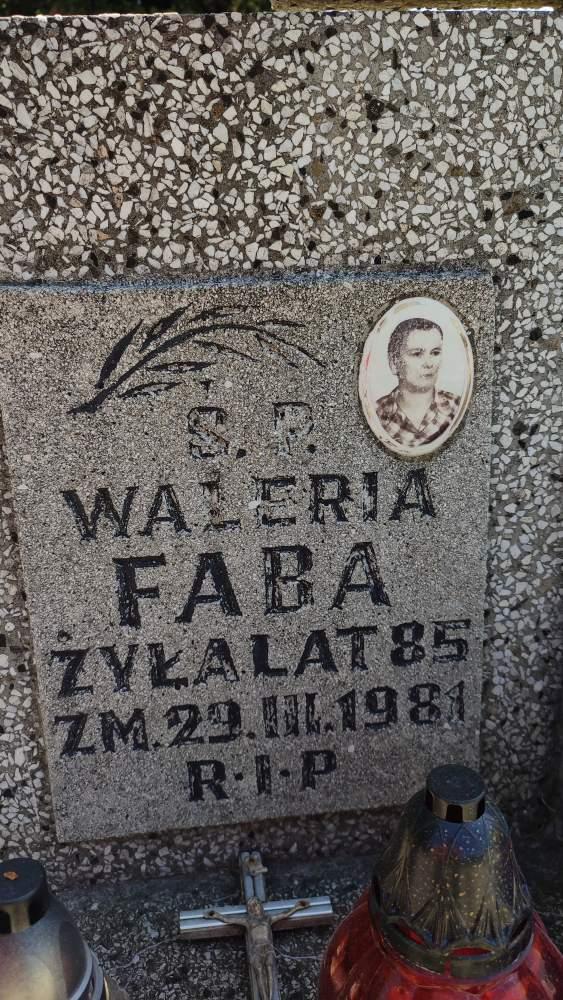 Ś. P.
WALERIA
FABA
ŻYŁA LAT 85
ZM. 29.III.1981
R·I·P